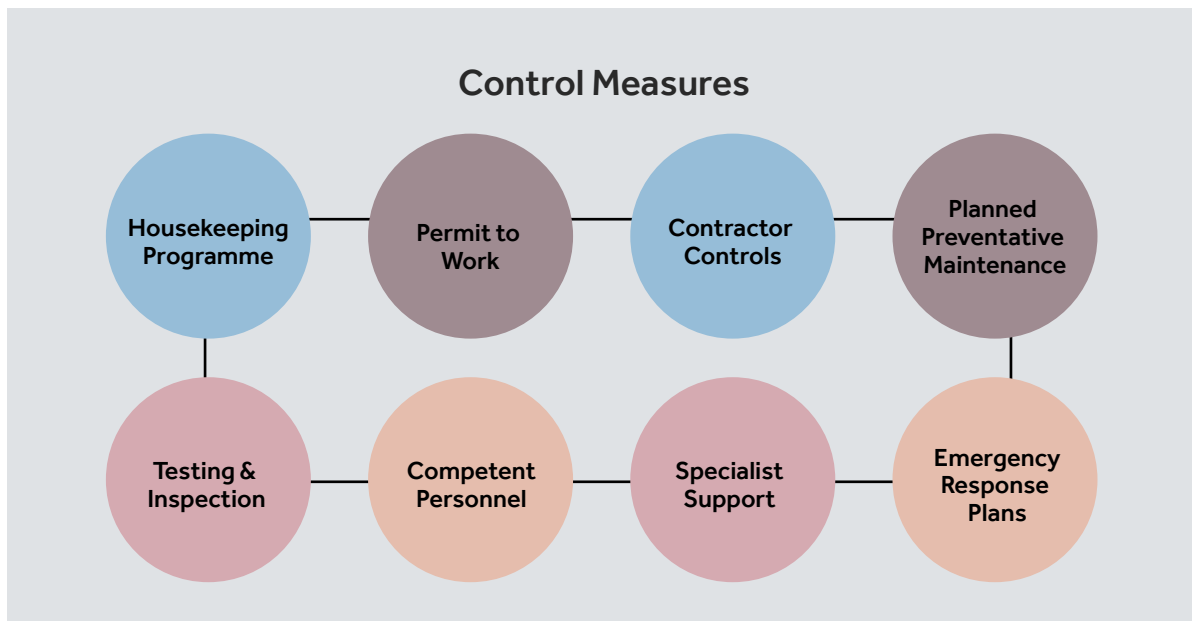 Control Measures
Housekeeping
Programme
Permit to
Work
Contractor
Controls
Planned
Preventative
Maintenance
Testing &
Inspection
Competent
Personnel
Specialist
Support
Emergency
Response
Plans